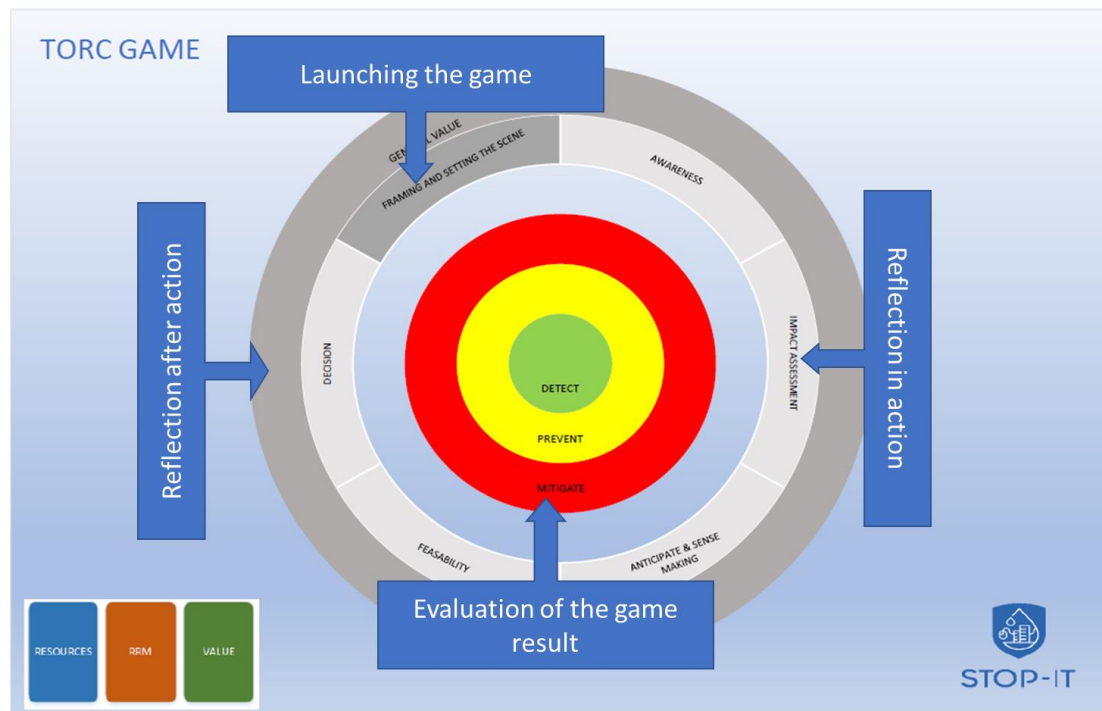 TORC GAME
Launching the game
FRAMING AND SETTING THE SCENE
AWARENESS
Reflection after action
Reflection in action
DECISION
IMPACT ASSESSMENT
DETECT
PREVENT
MITIGATE
FEASABILITY
ANTICIPATE & SENSE
MAKING
Evaluation of the game
result
RESOURCES
RRM
VALUE
STOP-IT